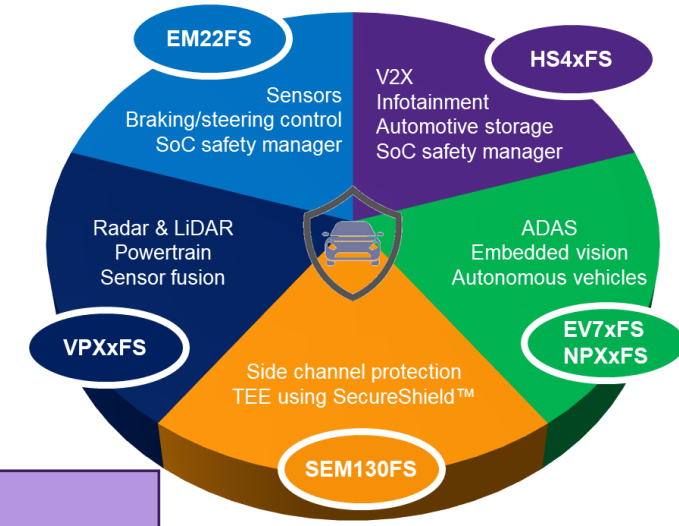 EM22FS
Sensors
Braking/steering control
SoC safety manager
HS4xFS
V2X
Infotainment
Automotive storage
SoC safety manager
Radar & LiDAR
Powertrain
Sensor fusion
VPXxFS
ADAS
Embedded vision
Autonomous vehicles
EV7xFS
NPXxFS
Side channel protection
TEE using SecureShield™
SEM130FS